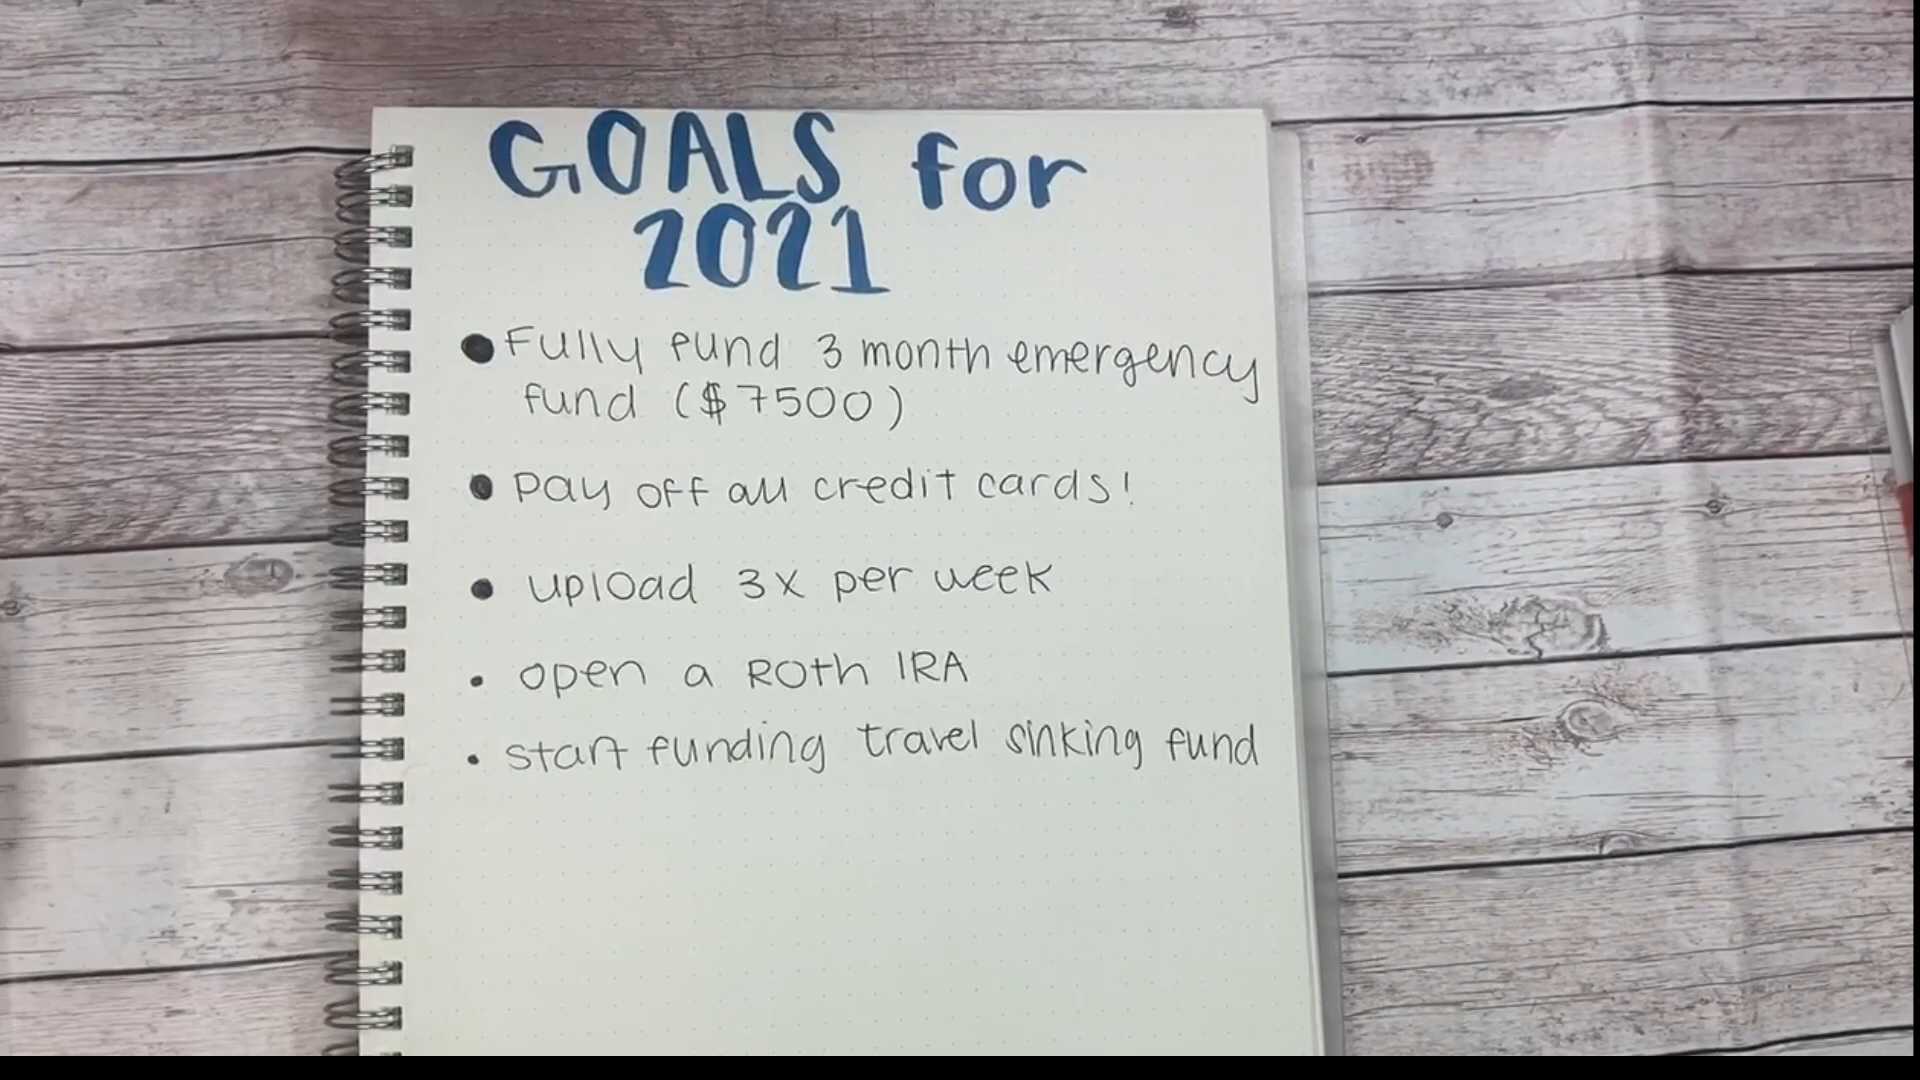 GOALS for
2021
● Fully fund 3 month emergency
fund ($7500)
● pay off all credit cards!
● upload 3x per week
• open a ROth IRA
• start funding travel sinking fund